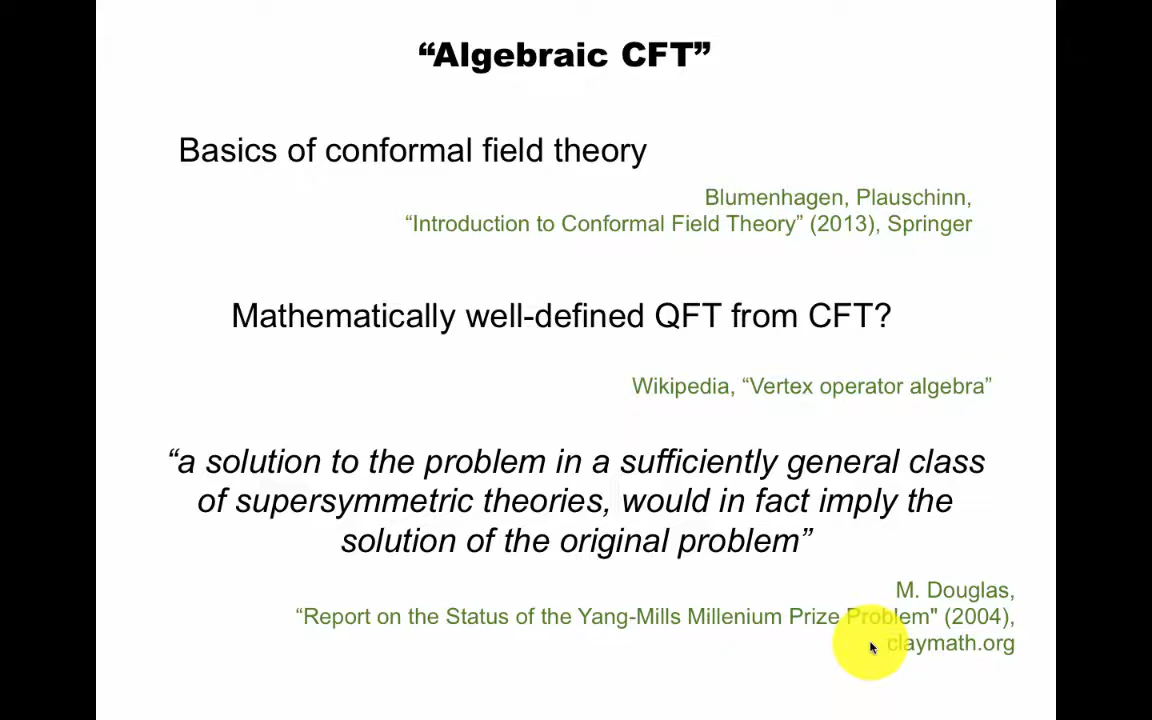 “Algebraic CFT”
Basics of conformal field theory
Blumenhagen, Plauschinn,
“Introduction to Conformal Field Theory” (2013), Springer
Mathematically well-defined QFT from CFT?
Wikipedia, “Vertex operator algebra”
“a solution to the problem in a sufficiently general class
of supersymmetric theories, would in fact imply the
solution of the original problem”
M. Douglas,
“Report on the Status of the Yang-Mills Millenium Prize Problem" (2004),
claymath.org